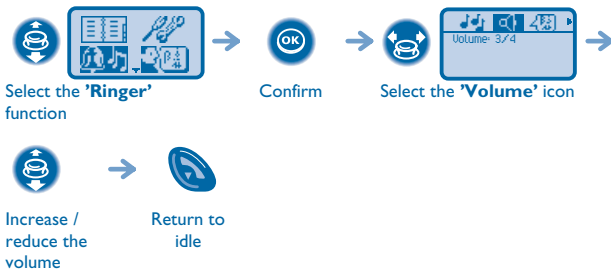 OK
Volume: 3/4
Select the ’Ringer’
function
Confirm
Select the ’Volume’ icon
Increase /
reduce the
volume
Return to
idle